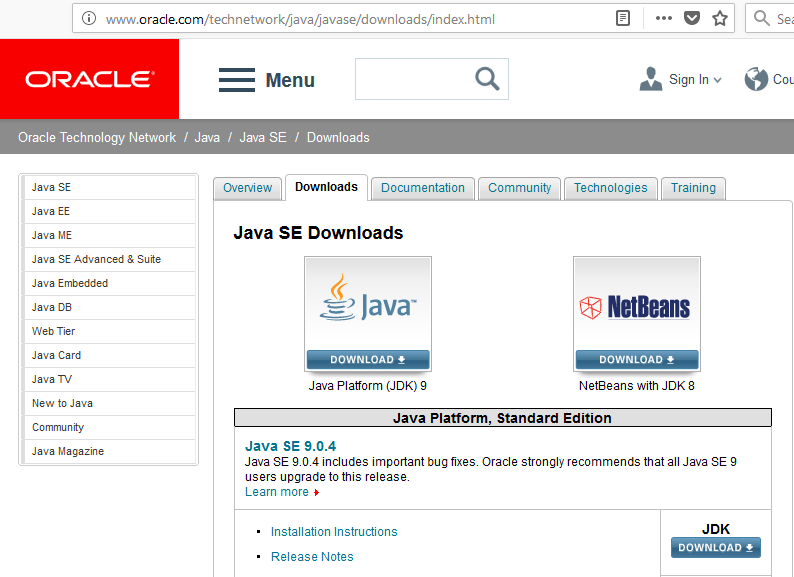 www.oracle.com/technetwork/java/javase/downloads/index.html
ORACLE
Menu
Sign In
Oracle Technology Network / Java / Java SE / Downloads
Java SE
Java EE
Java ME
Java SE Advanced & Suite
Java Embedded
Java DB
Web Tier
Java Card
Java TV
New to Java
Community
Java Magazine
Overview
Downloads
Documentation
Community
Technologies
Training
Java SE Downloads
Java™
DOWNLOAD
Java Platform (JDK) 9
NetBeans
DOWNLOAD
NetBeans with JDK 8
Java Platform, Standard Edition
Java SE 9.0.4
Java SE 9.0.4 includes important bug fixes. Oracle strongly recommends that all Java SE 9
users upgrade to this release.
Learn more
Installation Instructions
Release Notes
JDK
DOWNLOAD